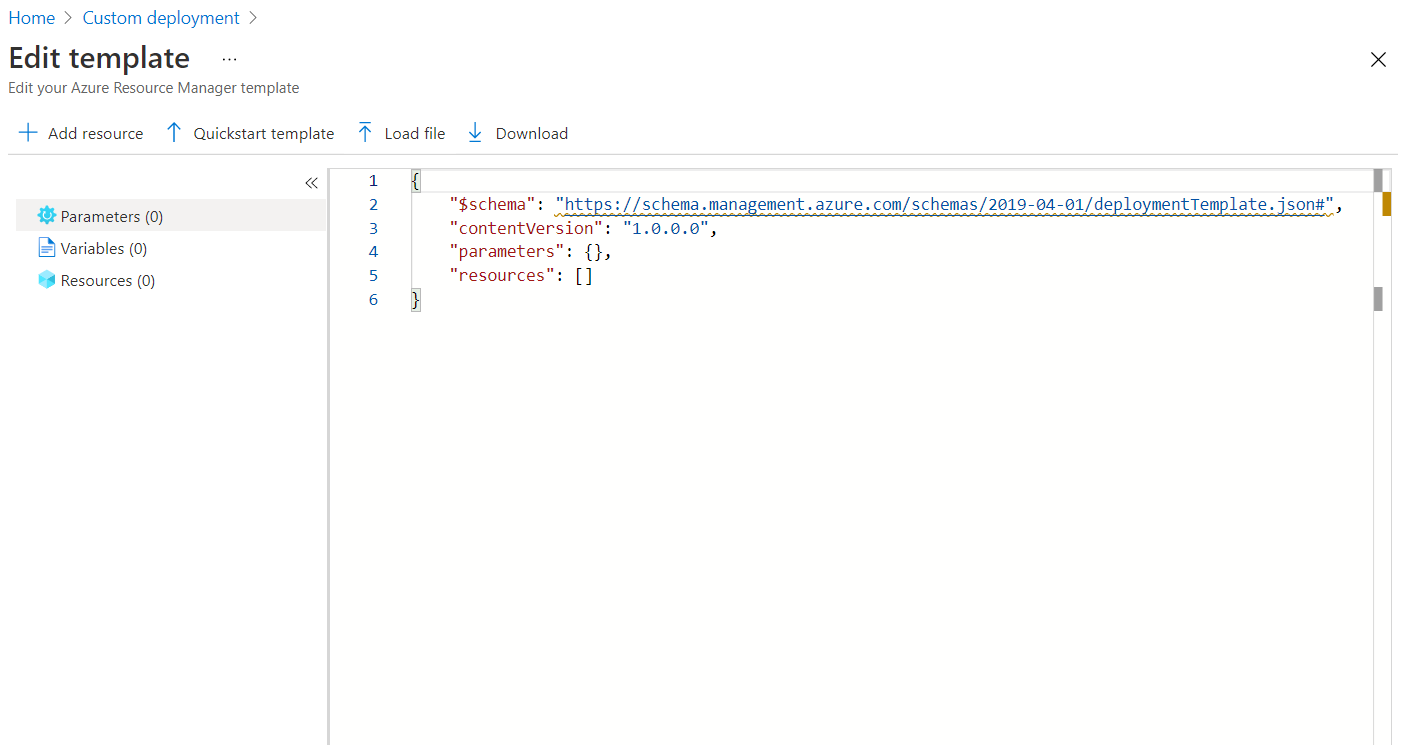 Home > Custom deployment >
Edit template ...
Edit your Azure Resource Manager template
Add resource Quickstart template Load file Download
«
Parameters (0)
Variables (0)
Resources (0)
1 {
2 "$schema": "https://schema.management.azure.com/schemas/2019-04-01/deploymentTemplate.json#",
3 "contentVersion": "1.0.0.0",
4 "parameters": {},
5 "resources": []
6 }